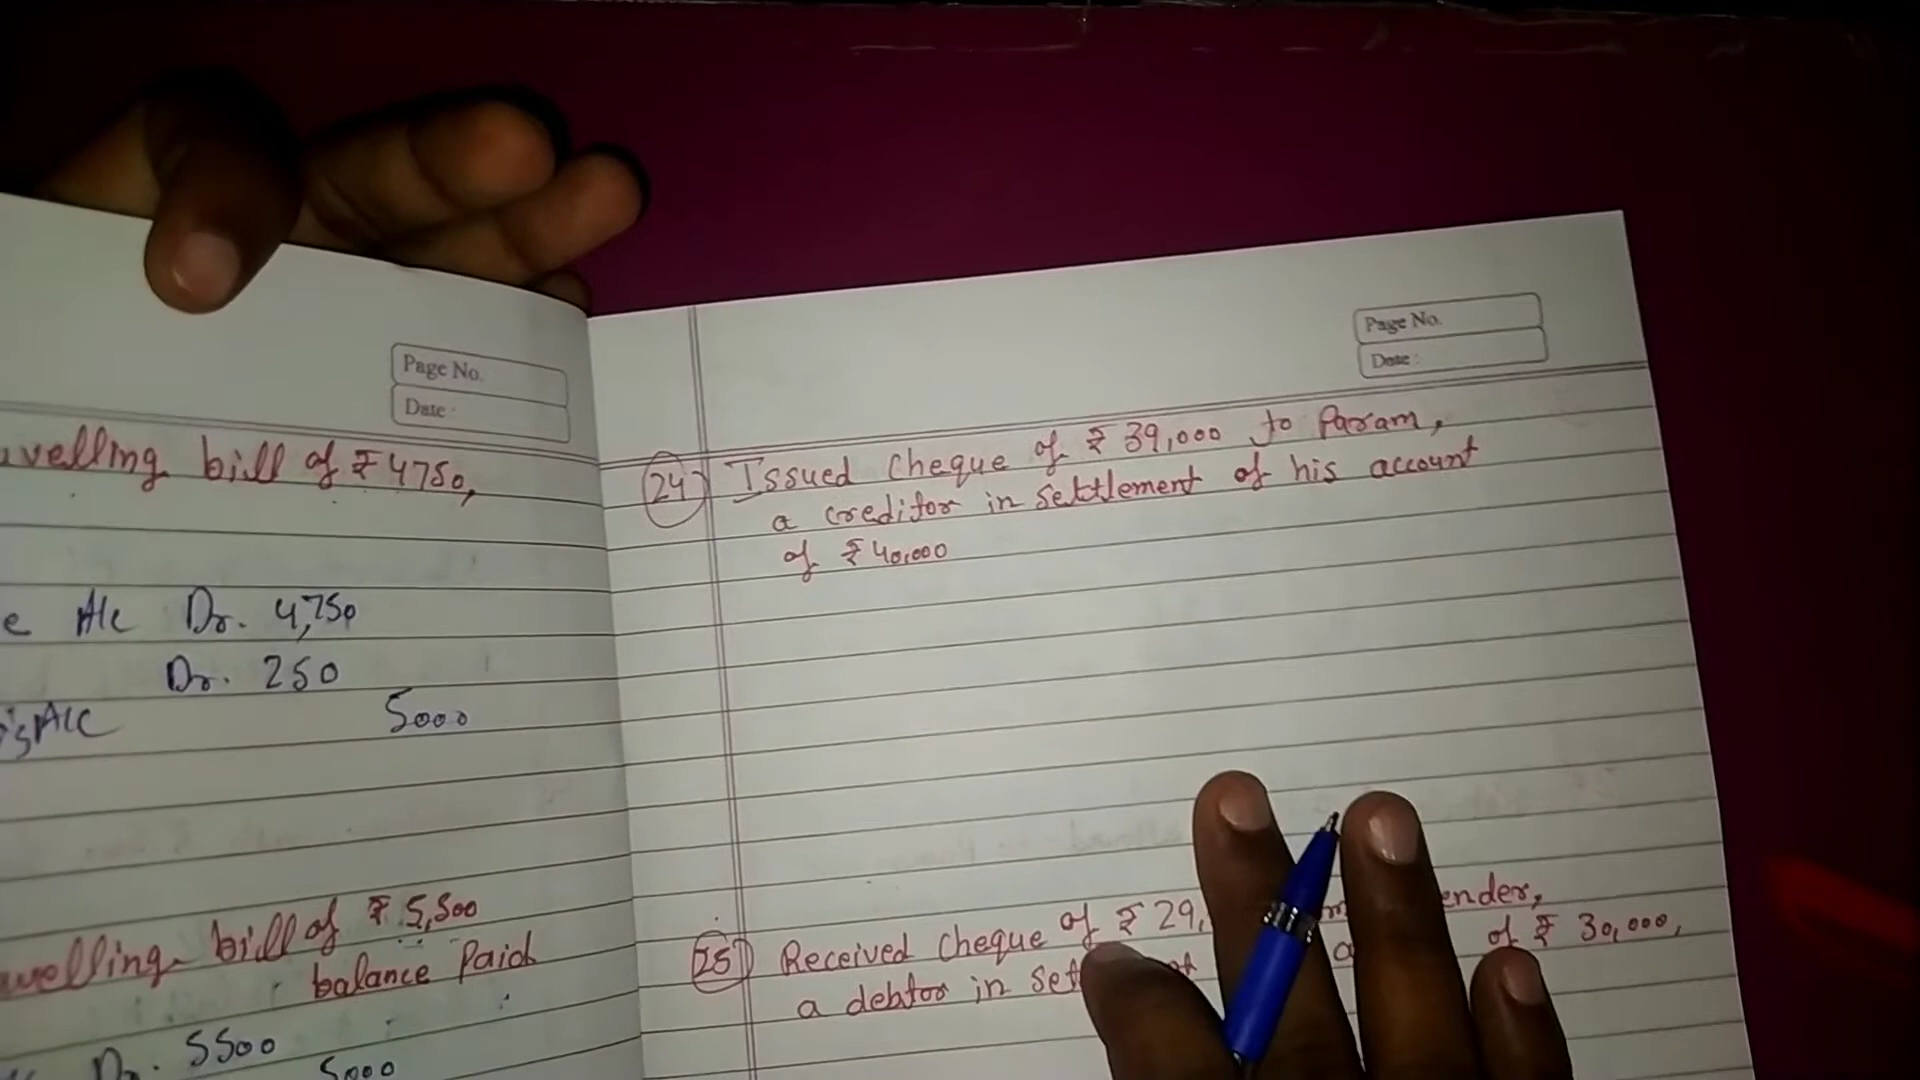 Page No.
Date :
velling bill of ₹ 4750,
e A/c Dr. 4,750
Dr. 250
's A/c 5000
velling bill of ₹ 5,500
balance Paid
Dr. 5500
5000
Page No.
Date :
24) Issued cheque of ₹ 39,000 to Param,
a creditor in settlement of his account
of ₹ 40,000
25) Received cheque of ₹ 29, ender,
a debtor in of ₹ 30,000,